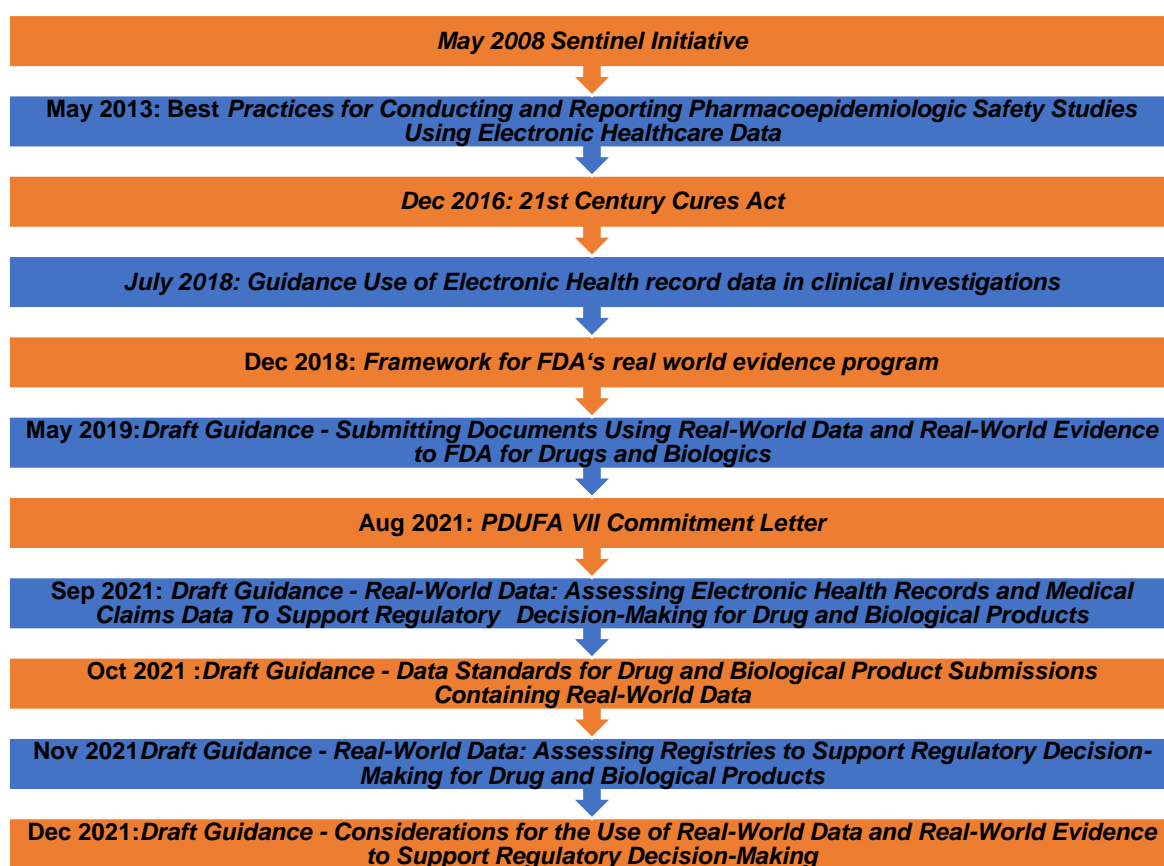 May 2008 Sentinel Initiative
May 2013: Best Practices for Conducting and Reporting Pharmacoepidemiologic Safety Studies
Using Electronic Healthcare Data
Dec 2016: 21st Century Cures Act
July 2018: Guidance Use of Electronic Health record data in clinical investigations
Dec 2018: Framework for FDA‘s real world evidence program
May 2019:Draft Guidance - Submitting Documents Using Real-World Data and Real-World Evidence
to FDA for Drugs and Biologics
Aug 2021: PDUFA VII Commitment Letter
Sep 2021: Draft Guidance - Real-World Data: Assessing Electronic Health Records and Medical
Claims Data To Support Regulatory Decision-Making for Drug and Biological Products
Oct 2021 :Draft Guidance - Data Standards for Drug and Biological Product Submissions
Containing Real-World Data
Nov 2021Draft Guidance - Real-World Data: Assessing Registries to Support Regulatory Decision-
Making for Drug and Biological Products
Dec 2021:Draft Guidance - Considerations for the Use of Real-World Data and Real-World Evidence
to Support Regulatory Decision-Making